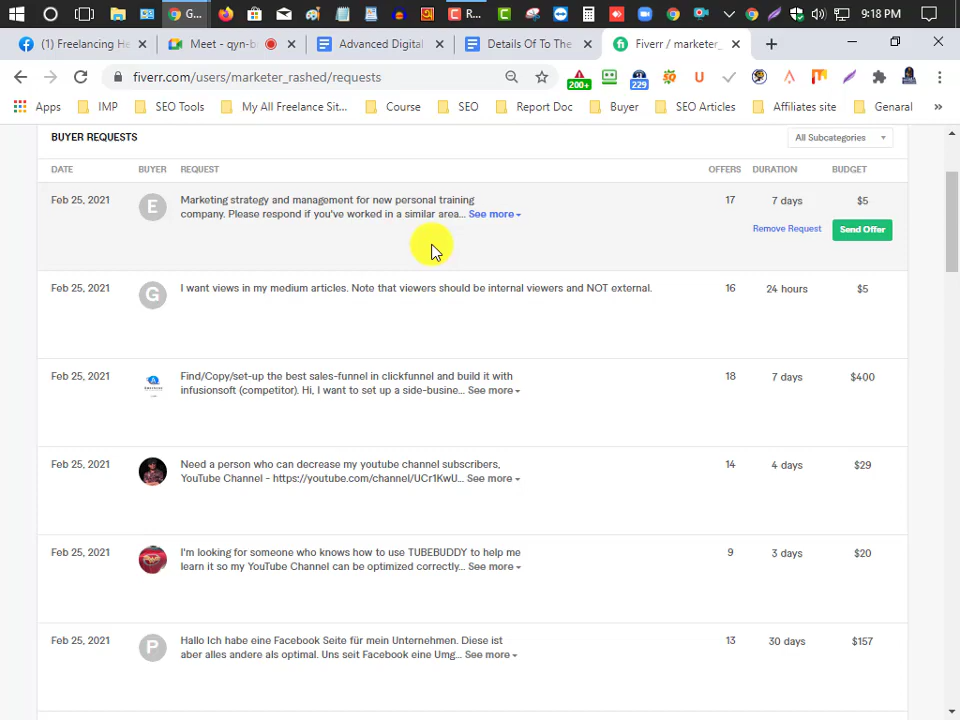 G...
R...
9:18 PM
(1) Freelancing He
Meet - qyn-b
Advanced Digital
Details Of To The
Fiverr / marketer_
fiverr.com/users/marketer_rashed/requests
200+
229
Apps
IMP
SEO Tools
My All Freelance Sit...
Course
SEO
Report Doc
Buyer
SEO Articles
Affiliates site
Genaral
»
BUYER REQUESTS
All Subcategories
DATE BUYER REQUEST OFFERS DURATION BUDGET
Feb 25, 2021 E Marketing strategy and management for new personal training 17 7 days $5
company. Please respond if you've worked in a similar area... See more
Remove Request Send Offer
Feb 25, 2021 G I want views in my medium articles. Note that viewers should be internal viewers and NOT external. 16 24 hours $5
Feb 25, 2021 Find/Copy/set-up the best sales-funnel in clickfunnel and build it with 18 7 days $400
infusionsoft (competitor). Hi, I want to set up a side-busine... See more
Feb 25, 2021 Need a person who can decrease my youtube channel subscribers, 14 4 days $29
YouTube Channel - https://youtube.com/channel/UCr1KwU... See more
Feb 25, 2021 I'm looking for someone who knows how to use TUBEBUDDY to help me 9 3 days $20
learn it so my YouTube Channel can be optimized correctly... See more
Feb 25, 2021 P Hallo Ich habe eine Facebook Seite für mein Unternehmen. Diese ist 13 30 days $157
aber alles andere als optimal. Uns seit Facebook eine Umg... See more